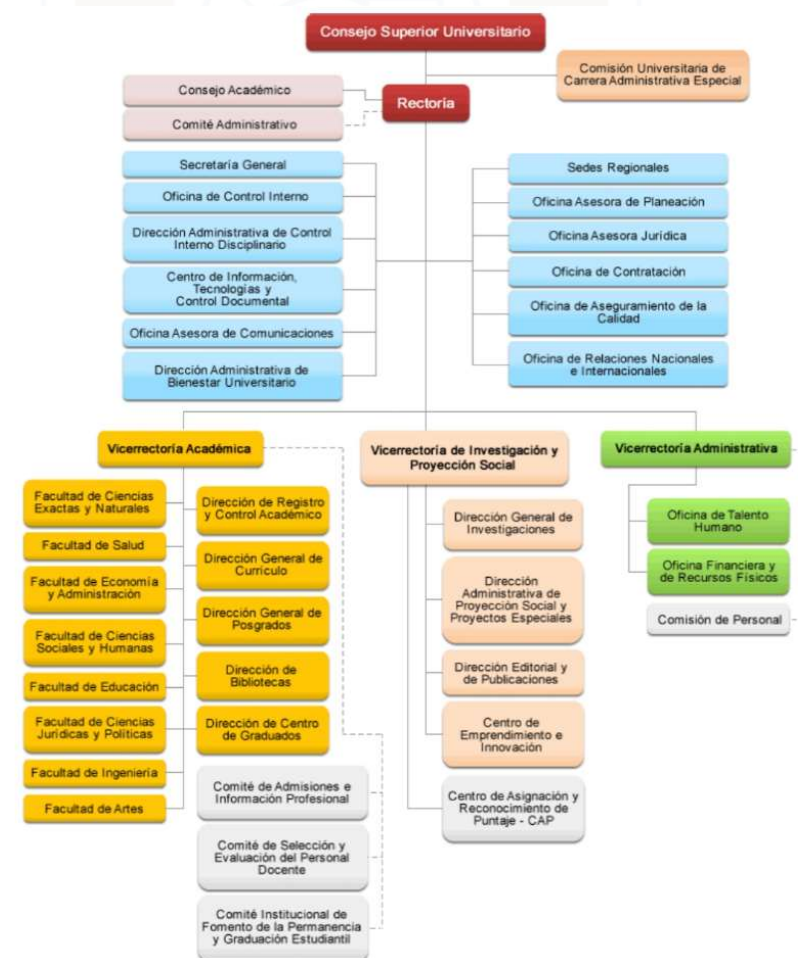 Consejo Superior Universitario
Comisión Universitaria de
Carrera Administrativa Especial
Consejo Académico
Rectoría
Comité Administrativo
Secretaría General
Oficina de Control Interno
Dirección Administrativa de Control
Interno Disciplinario
Centro de Información,
Tecnologías y
Control Documental
Oficina Asesora de Comunicaciones
Dirección Administrativa de
Bienestar Universitario
Sedes Regionales
Oficina Asesora de Planeación
Oficina Asesora Jurídica
Oficina de Contratación
Oficina de Aseguramiento de la
Calidad
Oficina de Relaciones Nacionales
e Internacionales
Vicerrectoría Académica
Facultad de Ciencias
Exactas y Naturales
Facultad de Salud
Facultad de Economía
y Administración
Facultad de Ciencias
Sociales y Humanas
Facultad de Educación
Facultad de Ciencias
Jurídicas y Políticas
Facultad de Ingeniería
Facultad de Artes
Dirección de Registro
y Control Académico
Dirección General de
Currículo
Dirección General de
Posgrados
Dirección de
Bibliotecas
Dirección de Centro
de Graduados
Comité de Admisiones e
Información Profesional
Comité de Selección y
Evaluación del Personal
Docente
Comité Institucional de
Fomento de la Permanencia
y Graduación Estudiantil
Vicerrectoría de Investigación y
Proyección Social
Dirección General de
Investigaciones
Dirección
Administrativa de
Proyección Social y
Proyectos Especiales
Dirección Editorial y
de Publicaciones
Centro de
Emprendimiento e
Innovación
Centro de Asignación y
Reconocimiento de
Puntaje - CAP
Vicerrectoría Administrativa
Oficina de Talento
Humano
Oficina Financiera y
de Recursos Físicos
Comisión de Personal